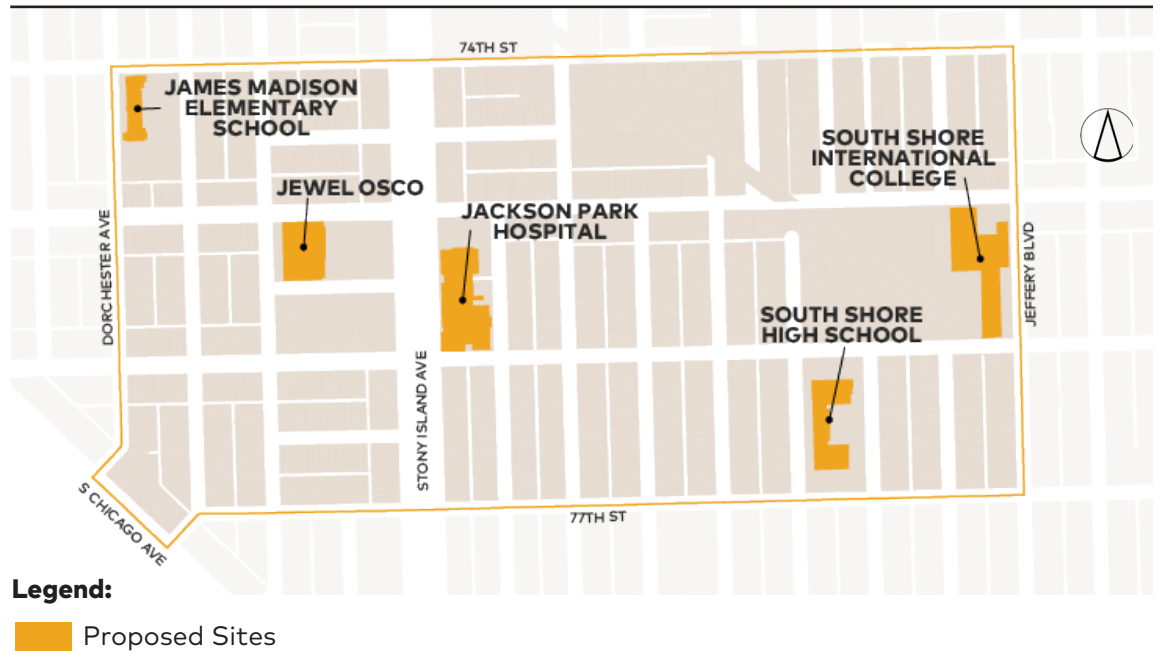 74TH ST
JAMES MADISON
ELEMENTARY
SCHOOL
SOUTH SHORE
INTERNATIONAL
COLLEGE
JEWEL OSCO
JACKSON PARK
HOSPITAL
DORCHESTER AVE
JEFFERY BLVD
SOUTH SHORE
HIGH SCHOOL
STONY ISLAND AVE
S CHICAGO AVE
77TH ST
Legend:
Proposed Sites